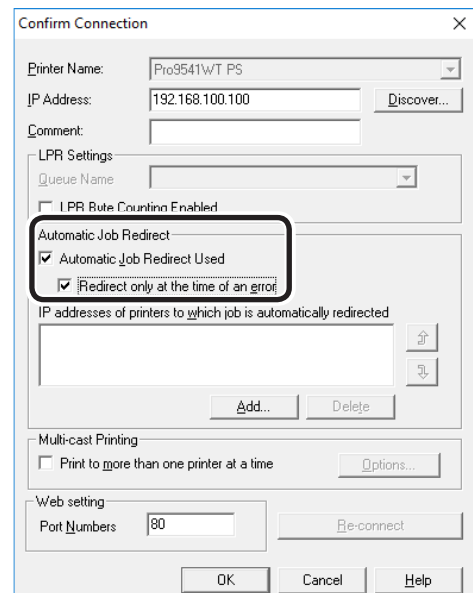 Confirm Connection
Printer Name: Pro9541WT PS
IP Address: 192.168.100.100 Discover...
Comment:
LPR Settings
Queue Name
LPR Byte Counting Enabled
Automatic Job Redirect
Automatic Job Redirect Used
Redirect only at the time of an error
IP addresses of printers to which job is automatically redirected
Add... Delete
Multi-cast Printing
Print to more than one printer at a time Options...
Web setting
Port Numbers 80 Re-connect
OK Cancel Help